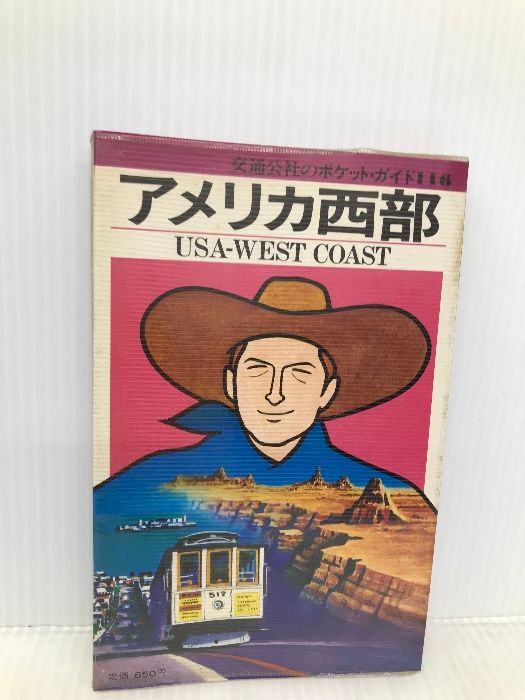 交通公社のポケット・ガイド116
アメリカ西部
USA-WEST COAST
517
定価 650円